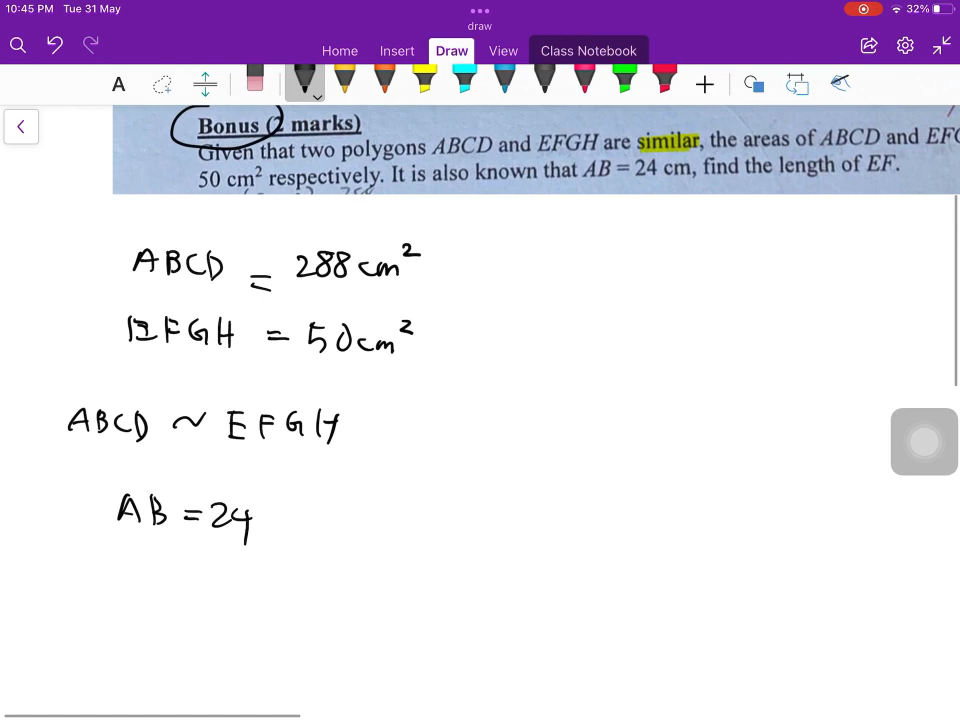 10:45 PM Tue 31 May
32%
draw
Home Insert Draw View Class Notebook
A
Bonus (2 marks)
Given that two polygons ABCD and EFGH are similar, the areas of ABCD and
50 cm² respectively. It is also known that AB = 24 cm, find the length of EF.
ABCD = 288 cm²
EFGH = 50 cm²
ABCD ~ EFGH
AB = 24